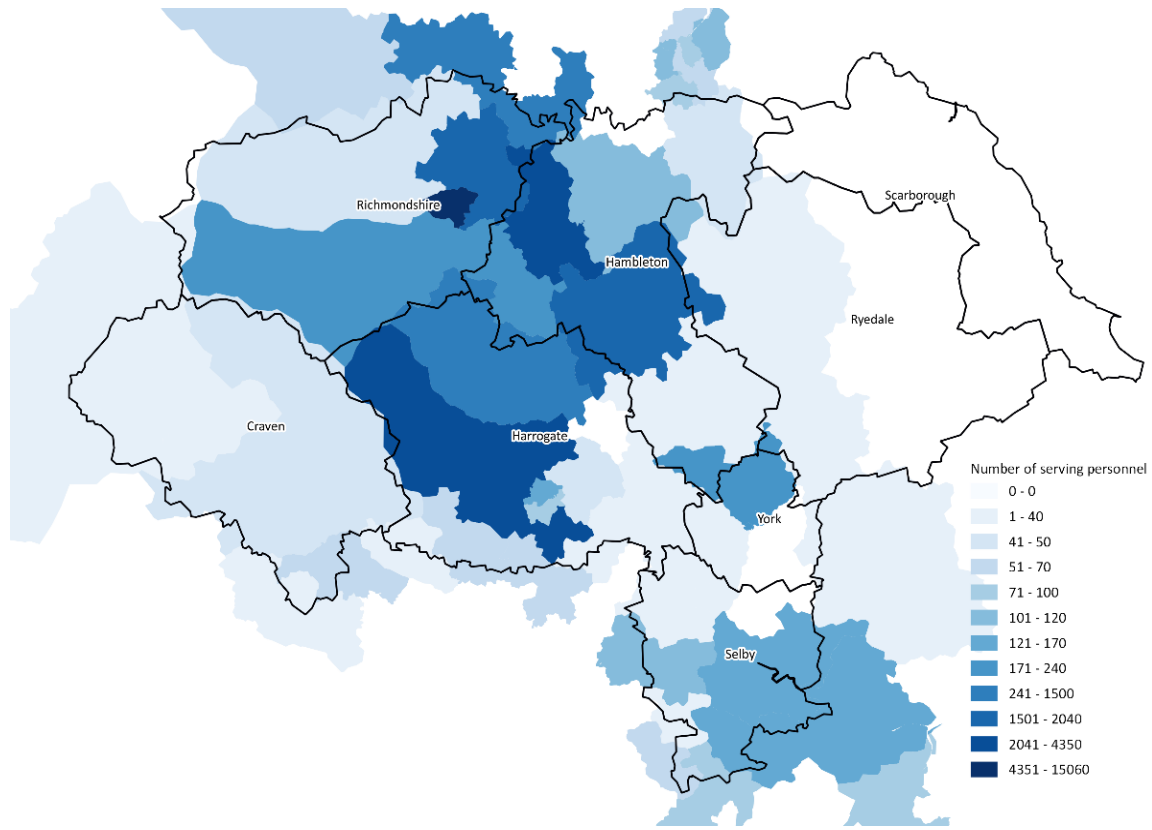 Scarborough
Richmondshire
Hambleton
Ryedale
Craven
Harrogate
York
Selby
Number of serving personnel
0 - 0
1 - 40
41 - 50
51 - 70
71 - 100
101 - 120
121 - 170
171 - 240
241 - 1500
1501 - 2040
2041 - 4350
4351 - 15060